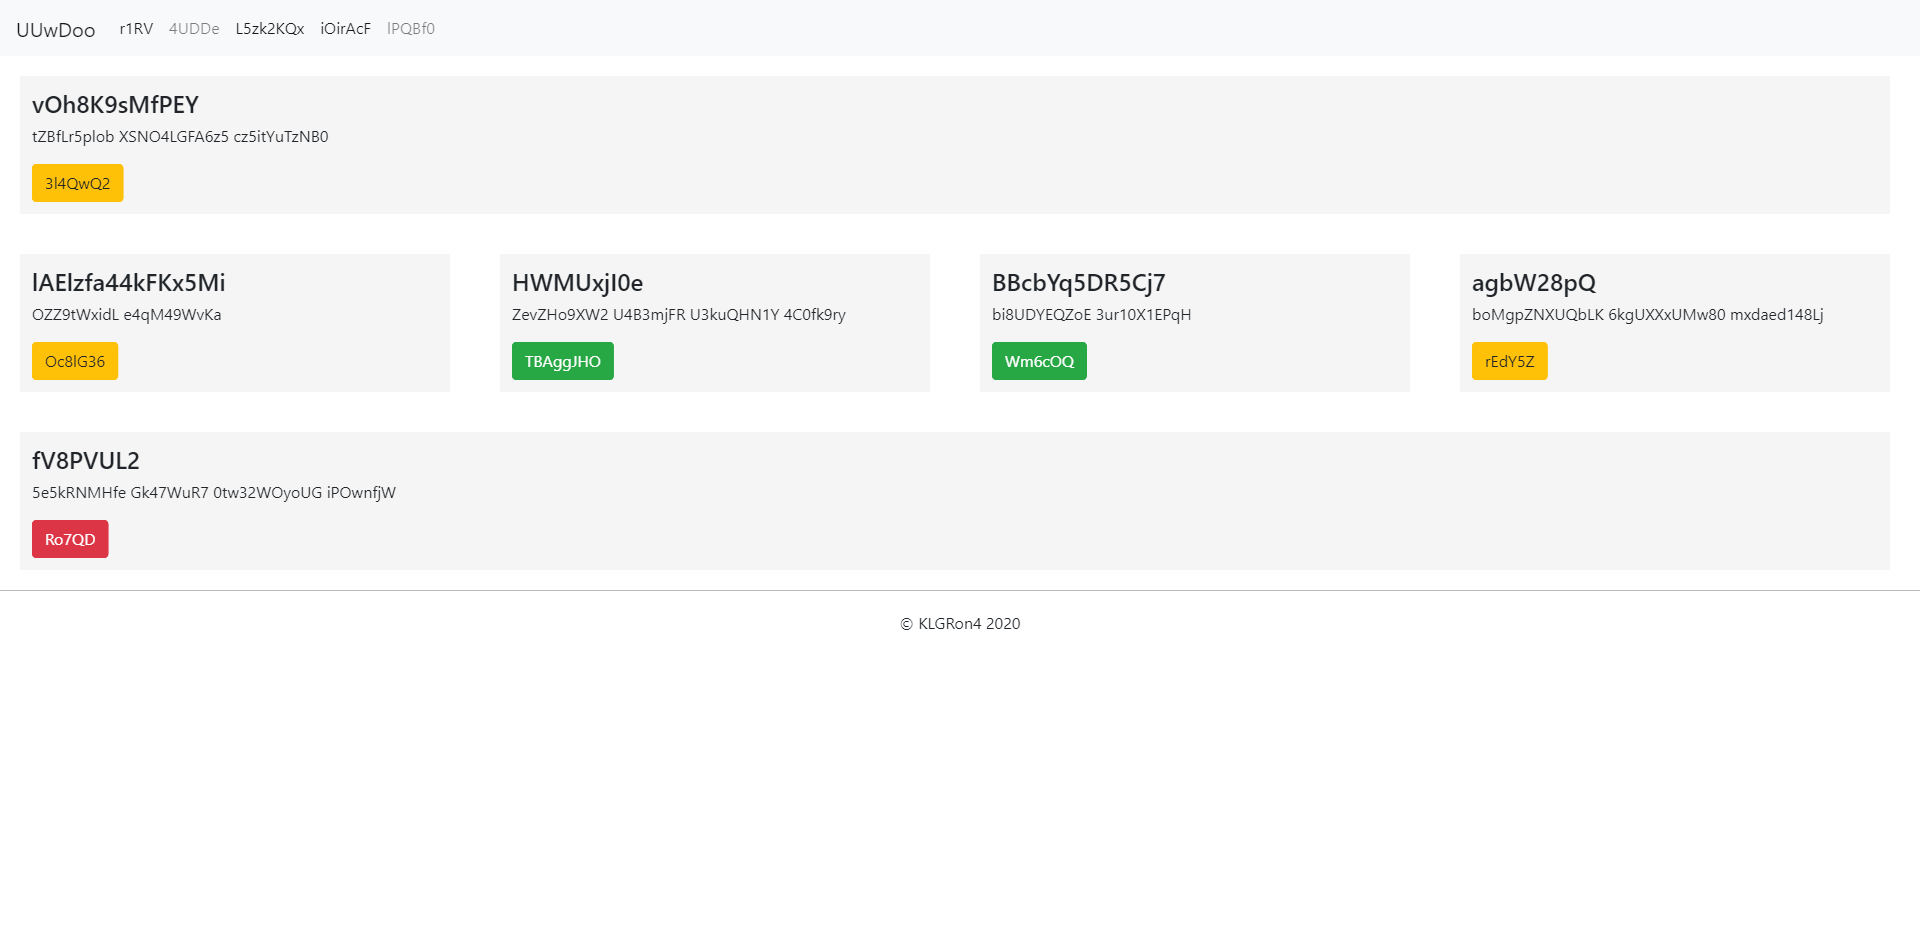 UUwDoo r1RV 4UDDe L5zk2KQx iOirAcF lPQBf0
vOh8K9sMfPEY
tZBfLr5plob XSNO4LGFA6z5 cz5itYuTzNB0
3l4QwQ2
lAElzfa44kFKx5Mi
OZZ9tWxidL e4qM49WvKa
Oc8lG36
HWMUxjI0e
ZevZHo9XW2 U4B3mjFR U3kuQHN1Y 4C0fk9ry
TBAggJHO
BBcbYq5DR5Cj7
bi8UDYEQZoE 3ur10X1EPqH
Wm6cOQ
agbW28pQ
boMgpZNXUQbLK 6kgUXXxUMw80 mxdaed148Lj
rEdY5Z
fV8PVUL2
5e5kRNMHfe Gk47WuR7 0tw32WOyoUG iPOwnfjW
Ro7QD
© KLGRon4 2020